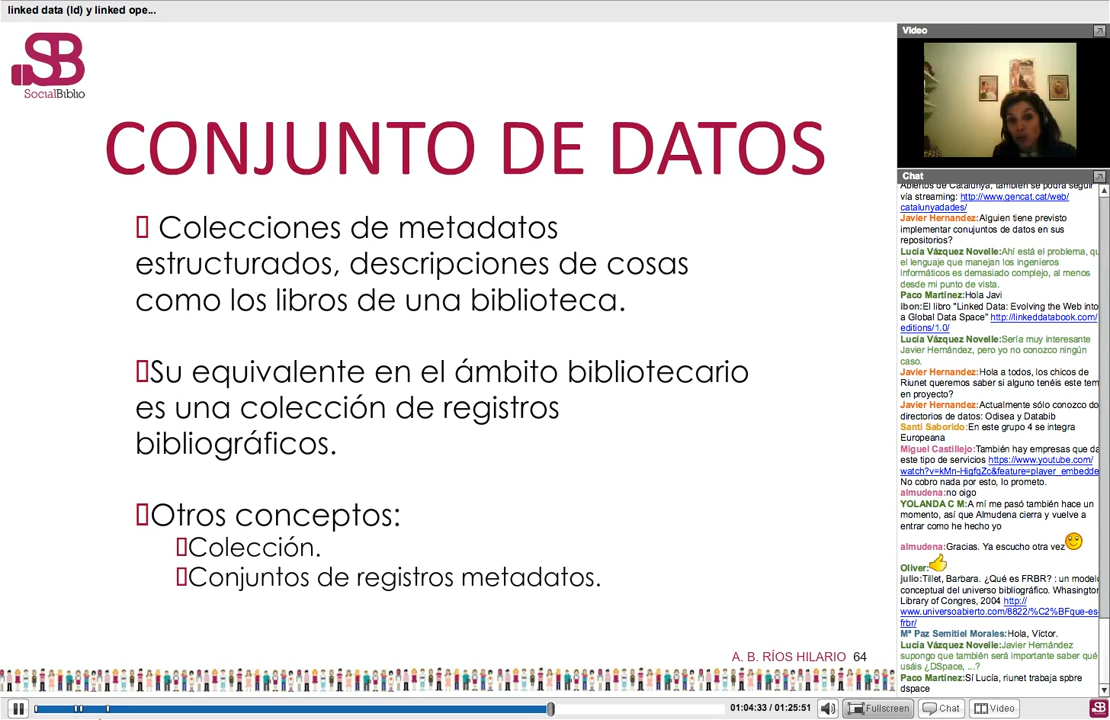 linked data (ld) y linked ope...
SB
SocialBiblio
CONJUNTO DE DATOS
Colecciones de metadatos
estructurados, descripciones de cosas
como los libros de una biblioteca.
Su equivalente en el ámbito bibliotecario
es una colección de registros
bibliográficos.
Otros conceptos:
Colección.
Conjuntos de registros metadatos.
A. B. RÍOS HILARIO 64
01:04:33 / 01:25:51
Fullscreen
Chat
Video
SB
Video
Chat
Abiertos de Catalunya, también se podrá seguir
vía streaming: http://www.gencat.cat/web/
catalunyadades/
Javier Hernandez:Alguien tiene previsto
implementar conujuntos de datos en sus
repositorios?
Lucía Vázquez Novelle:Ahí está el problema, qu
el lenguaje que manejan los ingenieros
informáticos es demasiado complejo, al menos
desde mi punto de vista.
Paco Martínez:Hola Javi
ibon:El libro "Linked Data: Evolving the Web into
a Global Data Space" http://linkeddatabook.com/
editions/1.0/
Lucía Vázquez Novelle:Sería muy interesante
Javier Hernández, pero yo no conozco ningún
caso.
Javier Hernandez:Hola a todos, los chicos de
Riunet queremos saber si alguno tenéis este tem
en proyecto?
Javier Hernandez:Actualmente sólo conozco do
directorios de datos: Odisea y Databib
Santi Saborido:En este grupo 4 se integra
Europeana
Miguel Castillejo:También hay empresas que da
este tipo de servicios https://www.youtube.com/
watch?v=kMn-HigfqZc&feature=player_embedde
No cobro nada por esto, lo prometo.
almudena:no oigo
YOLANDA C M:A mí me pasó también hace un
momento, así que Almudena cierra y vuelve a
entrar como he hecho yo
almudena:Gracias. Ya escucho otra vez
Oliver:
julio:Tillet, Barbara. ¿Qué es FRBR? : un model
conceptual del universo bibliográfico. Whasington
Library of Congres, 2004 http://
www.universoabierto.com/8822/%C2%BFque-es-
frbr/
Mª Paz Semitiel Morales:Hola, Víctor.
Lucía Vázquez Novelle:Javier Hernández
supongo que también será importante saber qué
usáis ¿DSpace, ...?
Paco Martínez:Sí Lucía, riunet trabaja spbre
dspace